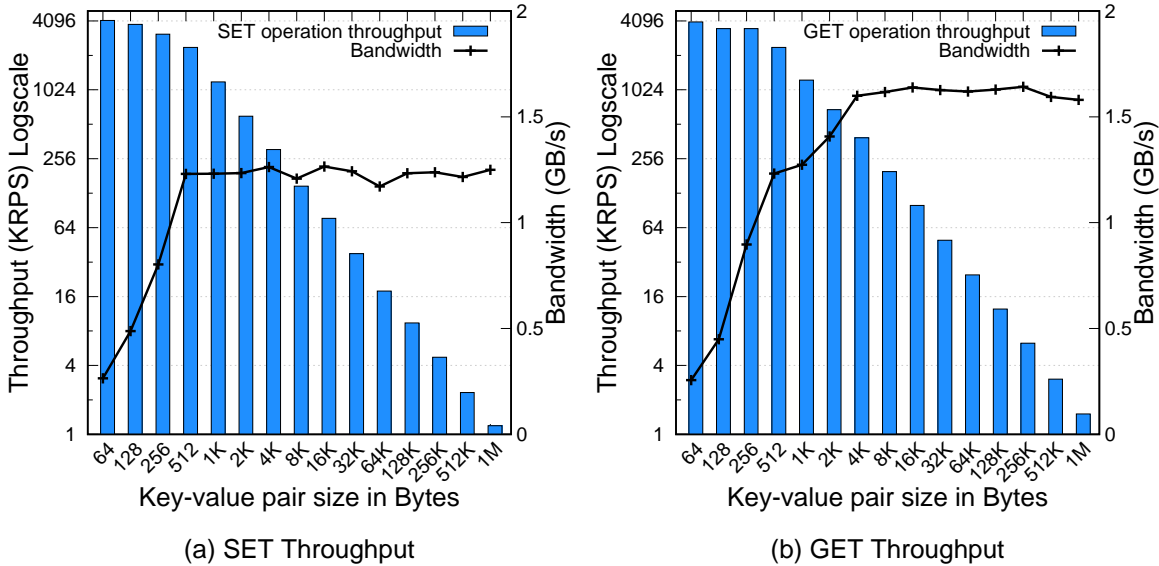 SET operation throughput
Bandwidth
Throughput (KRPS) Logscale
4096
1024
256
64
16
4
1
2
1.5
1
0.5
0
Bandwidth (GB/s)
64 128 256 512 1K 2K 4K 8K 16K 32K 64K 128K 256K 512K 1M
Key-value pair size in Bytes
(a) SET Throughput
GET operation throughput
Bandwidth
Throughput (KRPS) Logscale
4096
1024
256
64
16
4
1
2
1.5
1
0.5
0
Bandwidth (GB/s)
64 128 256 512 1K 2K 4K 8K 16K 32K 64K 128K 256K 512K 1M
Key-value pair size in Bytes
(b) GET Throughput